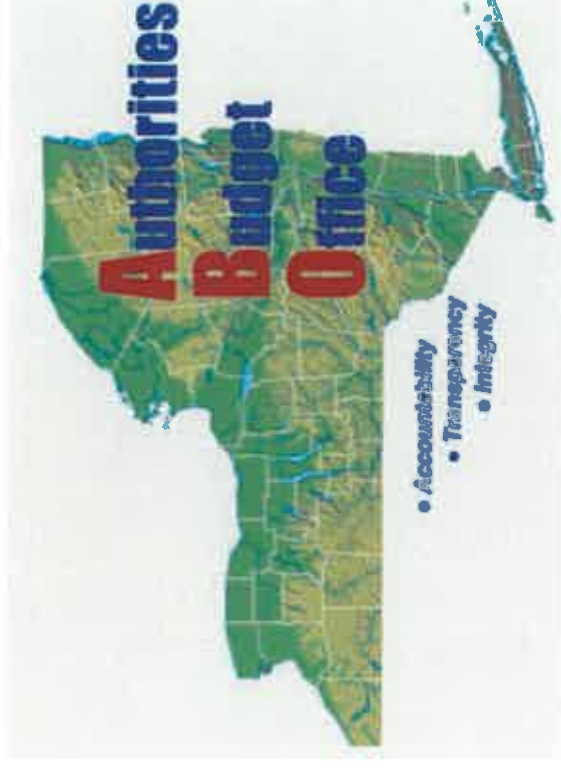 Authorities
Budget
Office
• Accountability
• Transparency
• Integrity